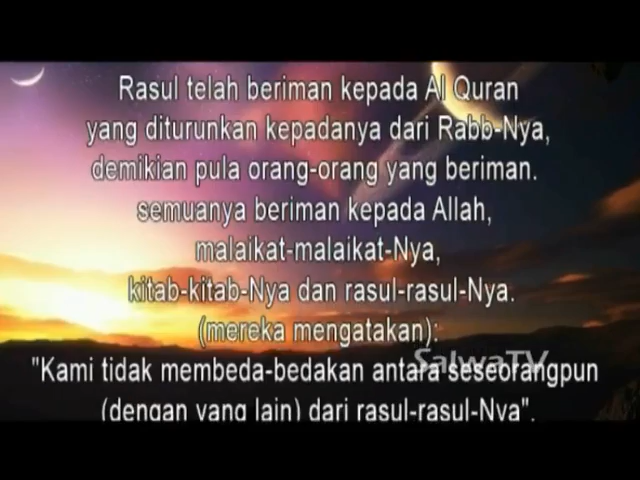 Rasul telah beriman kepada Al Quran
yang diturunkan kepadanya dari Rabb-Nya,
demikian pula orang-orang yang beriman.
semuanya beriman kepada Allah,
malaikat-malaikat-Nya,
kitab-kitab-Nya dan rasul-rasul-Nya.
(mereka mengatakan):
SalwaTV
"Kami tidak membeda-bedakan antara seseorangpun
(dengan yang lain) dari rasul-rasul-Nya".